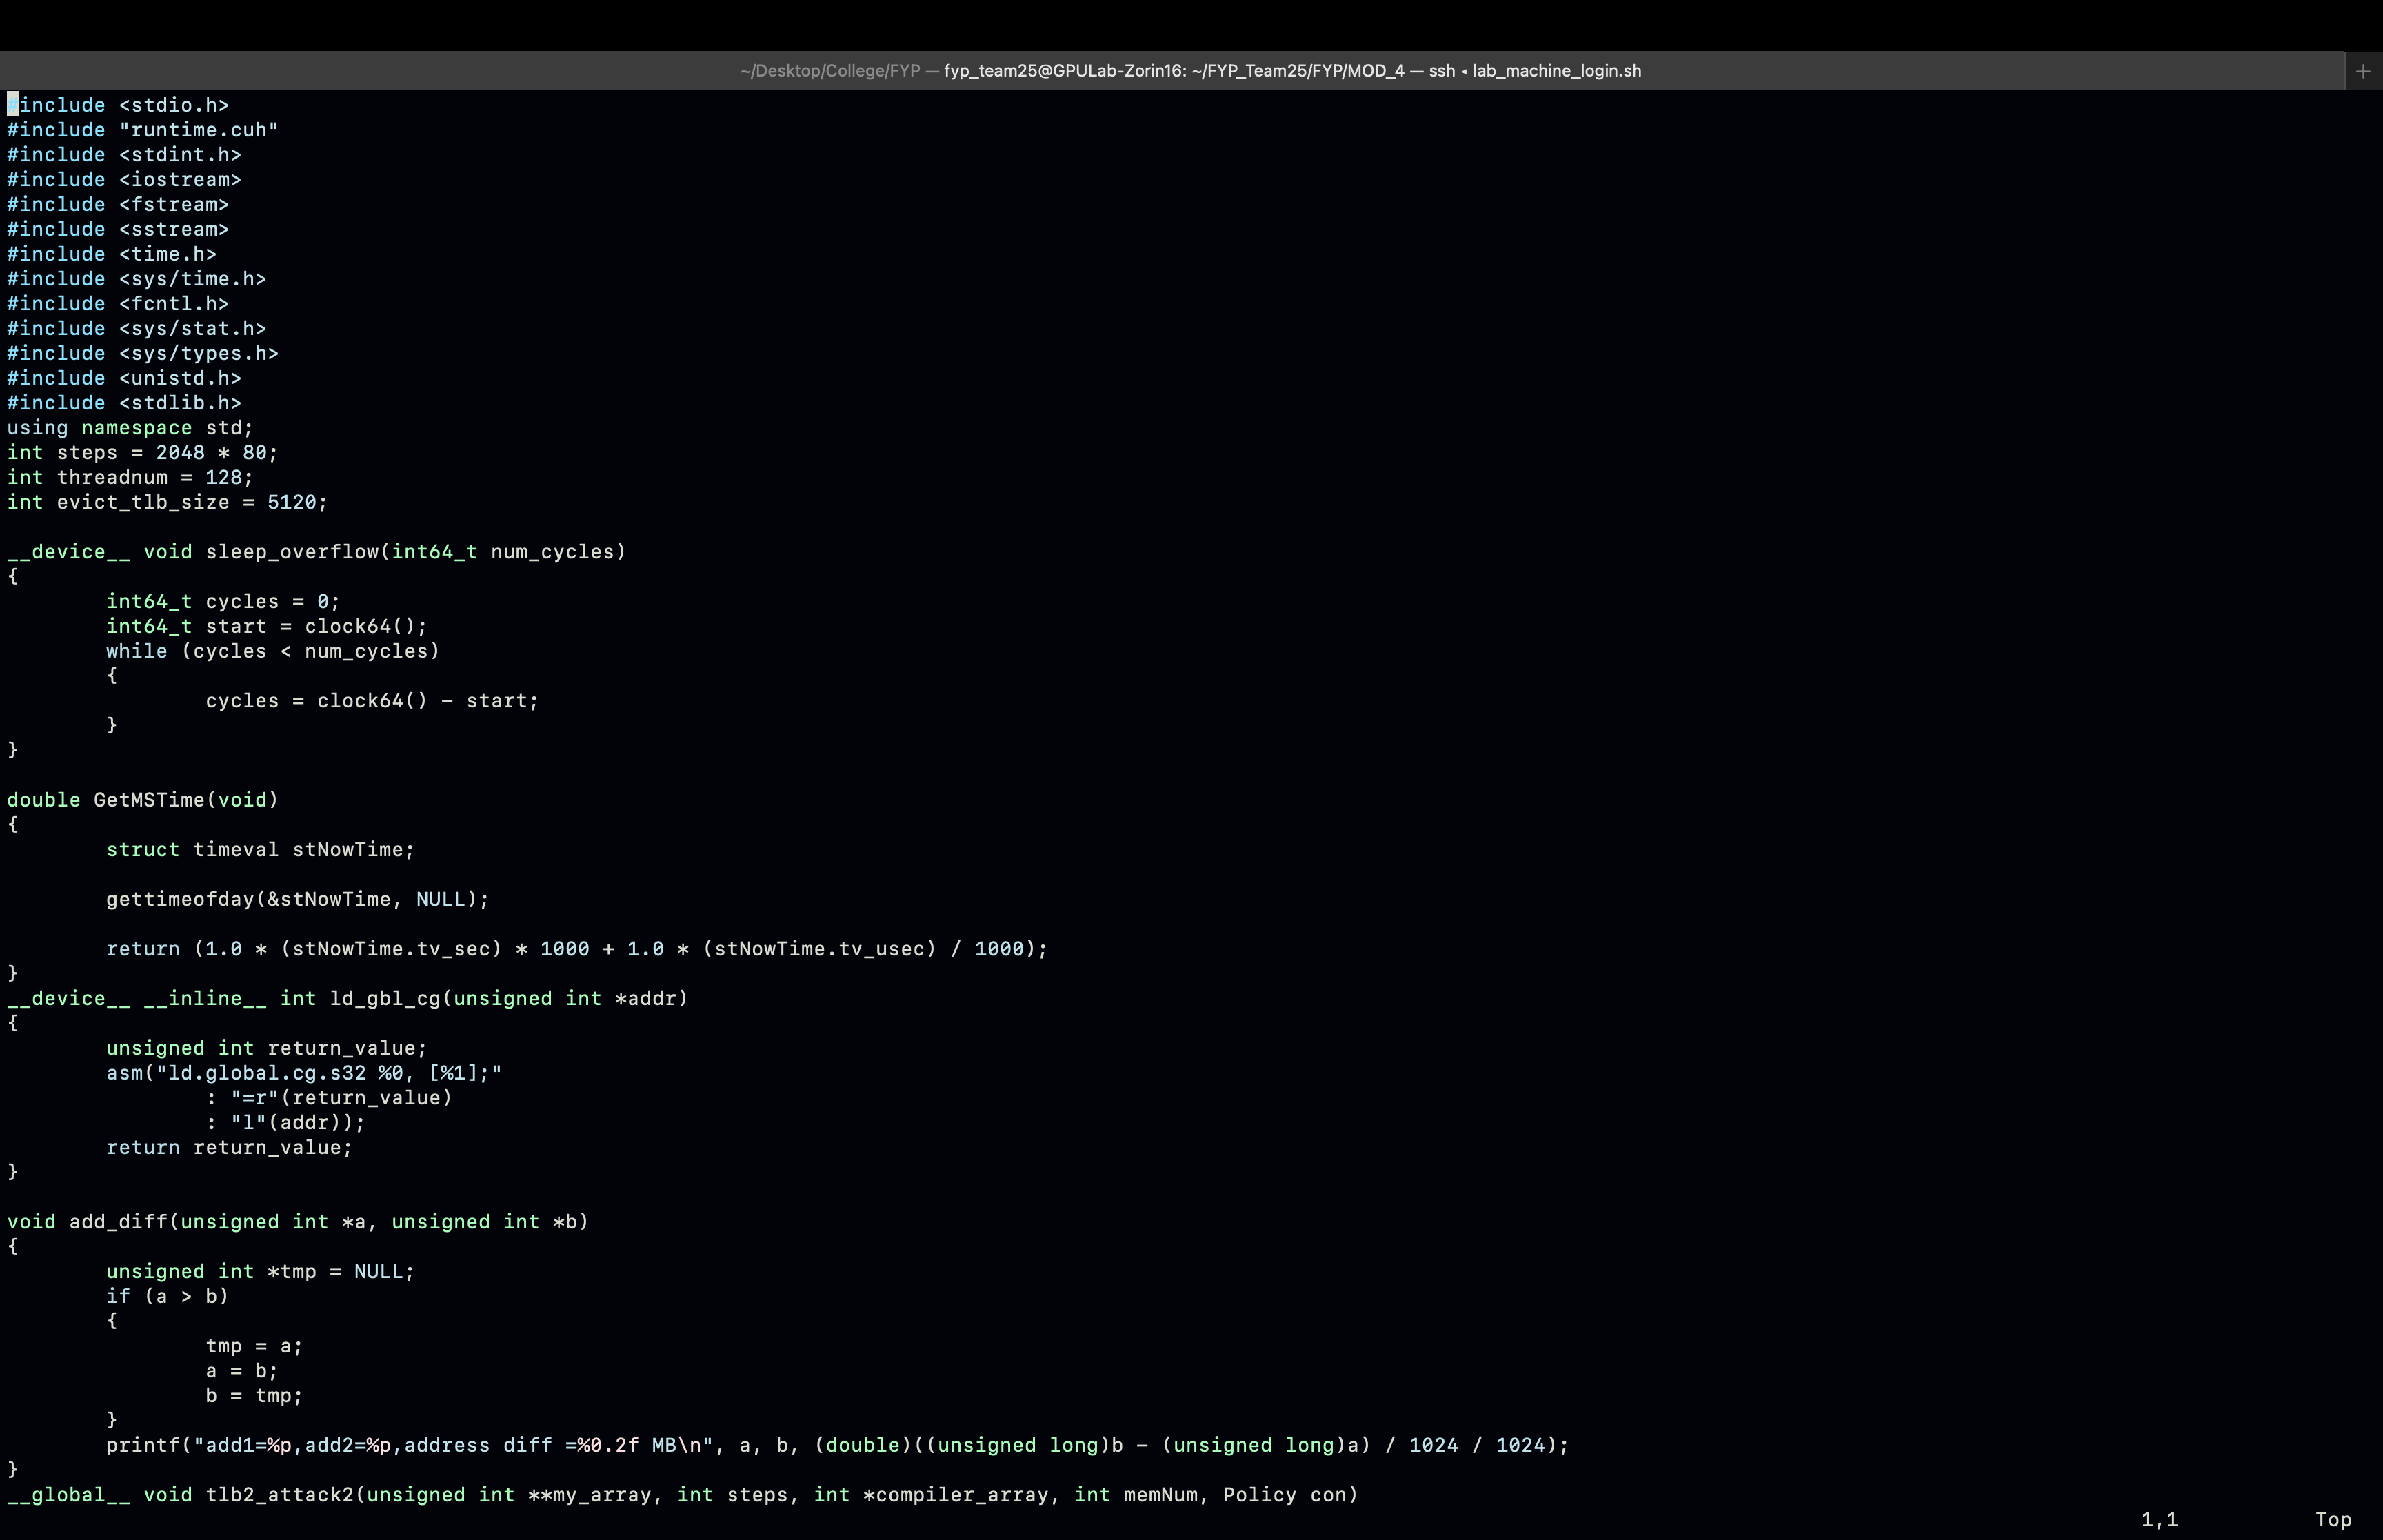 ~/Desktop/College/FYP — fyp_team25@GPULab-Zorin16: ~/FYP_Team25/FYP/MOD_4 — ssh ◂ lab_machine_login.sh
+
#include <stdio.h>
#include "runtime.cuh"
#include <stdint.h>
#include <iostream>
#include <fstream>
#include <sstream>
#include <time.h>
#include <sys/time.h>
#include <fcntl.h>
#include <sys/stat.h>
#include <sys/types.h>
#include <unistd.h>
#include <stdlib.h>
using namespace std;
int steps = 2048 * 80;
int threadnum = 128;
int evict_tlb_size = 5120;

__device__ void sleep_overflow(int64_t num_cycles)
{
        int64_t cycles = 0;
        int64_t start = clock64();
        while (cycles < num_cycles)
        {
                cycles = clock64() - start;
        }
}

double GetMSTime(void)
{
        struct timeval stNowTime;

        gettimeofday(&stNowTime, NULL);

        return (1.0 * (stNowTime.tv_sec) * 1000 + 1.0 * (stNowTime.tv_usec) / 1000);
}
__device__ __inline__ int ld_gbl_cg(unsigned int *addr)
{
        unsigned int return_value;
        asm("ld.global.cg.s32 %0, [%1];"
                : "=r"(return_value)
                : "l"(addr));
        return return_value;
}

void add_diff(unsigned int *a, unsigned int *b)
{
        unsigned int *tmp = NULL;
        if (a > b)
        {
                tmp = a;
                a = b;
                b = tmp;
        }
        printf("add1=%p,add2=%p,address diff =%0.2f MB\n", a, b, (double)((unsigned long)b - (unsigned long)a) / 1024 / 1024);
}
__global__ void tlb2_attack2(unsigned int **my_array, int steps, int *compiler_array, int memNum, Policy con)
1,1 Top